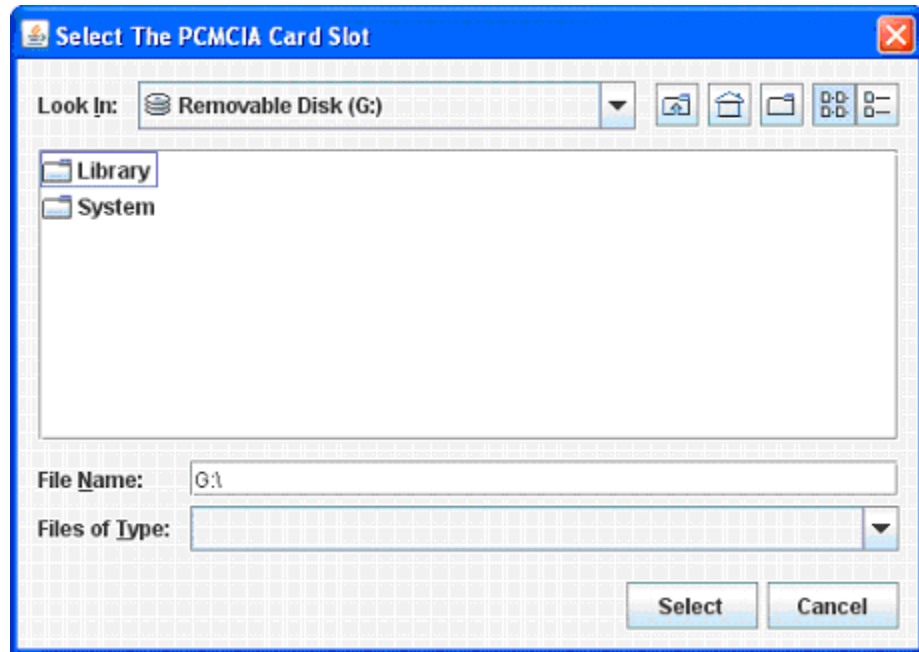 Select The PCMCIA Card Slot
Look In: Removable Disk (G:)
Library
System
File Name: G:\
Files of Type:
Select Cancel